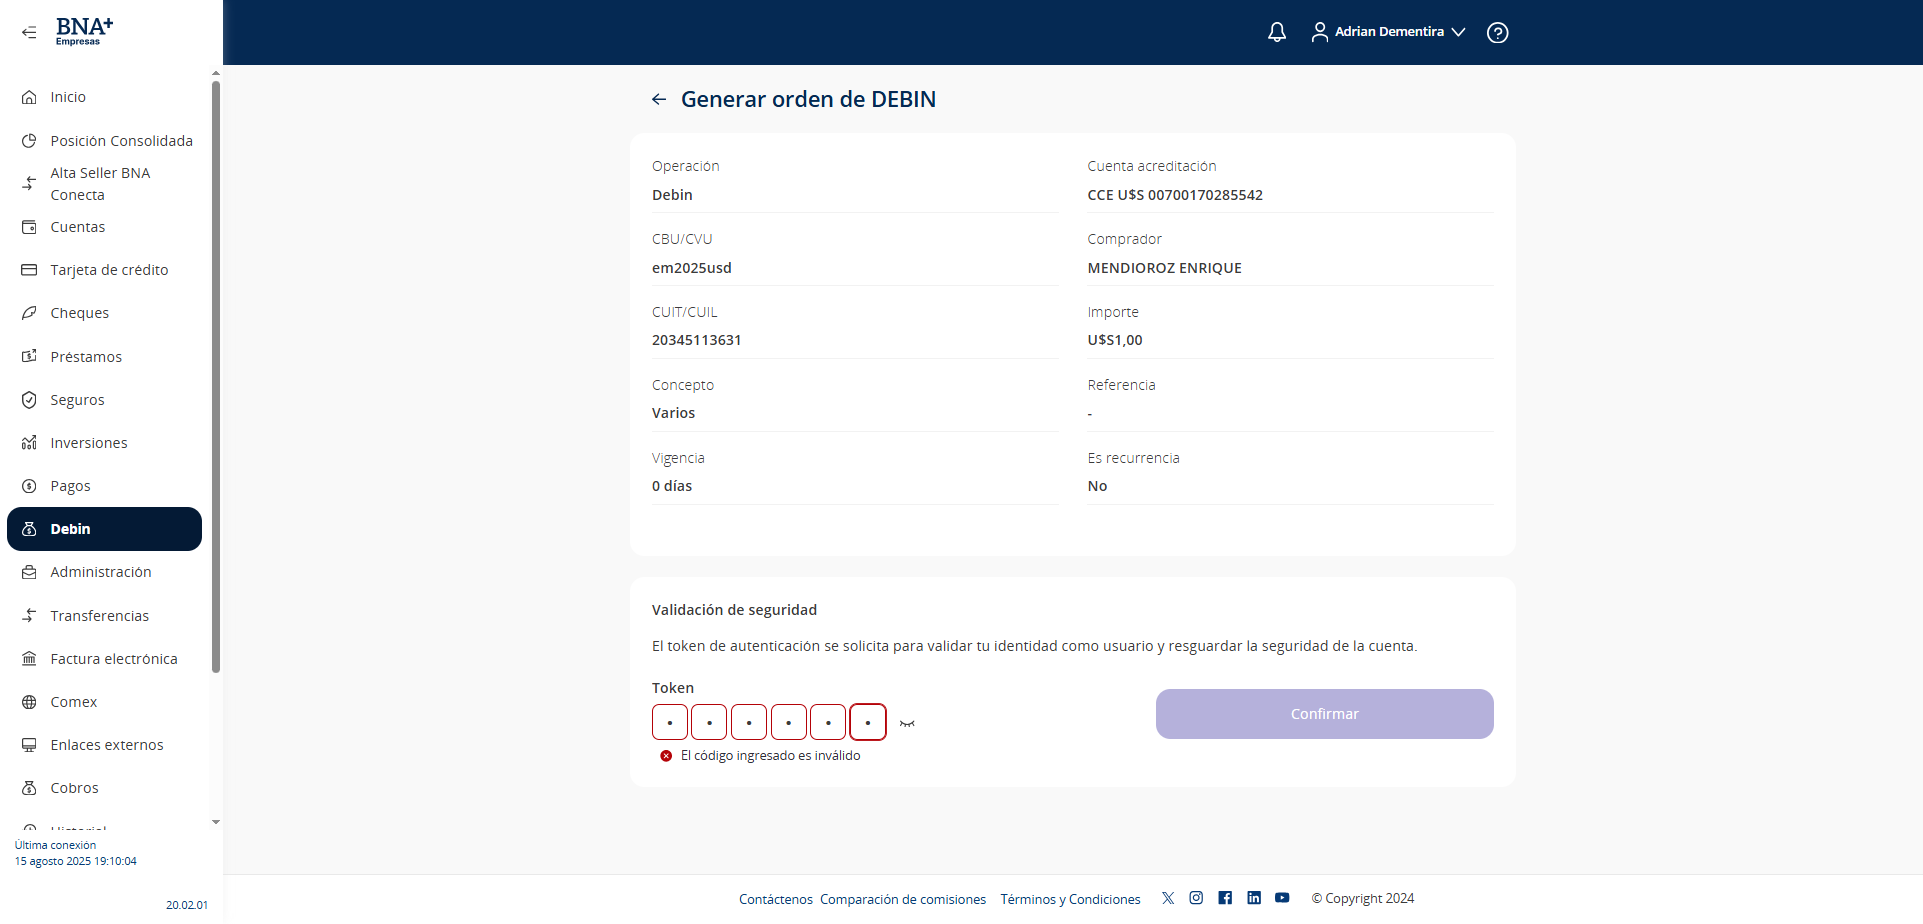 BNA+
Empresas
Adrian Dementira
Inicio
Posición Consolidada
Alta Seller BNA
Conecta
Cuentas
Tarjeta de crédito
Cheques
Préstamos
Seguros
Inversiones
Pagos
Debin
Administración
Transferencias
Factura electrónica
Comex
Enlaces externos
Cobros
Historial
Última conexión
15 agosto 2025 19:10:04
20.02.01
Generar orden de DEBIN
Operación
Debin
Cuenta acreditación
CCE U$S 00700170285542
CBU/CVU
em2025usd
Comprador
MENDIOROZ ENRIQUE
CUIT/CUIL
20345113631
Importe
U$S1,00
Concepto
Varios
Referencia
-
Vigencia
0 días
Es recurrencia
No
Validación de seguridad
El token de autenticación se solicita para validar tu identidad como usuario y resguardar la seguridad de la cuenta.
Token
Confirmar
El código ingresado es inválido
Contáctenos Comparación de comisiones Términos y Condiciones © Copyright 2024